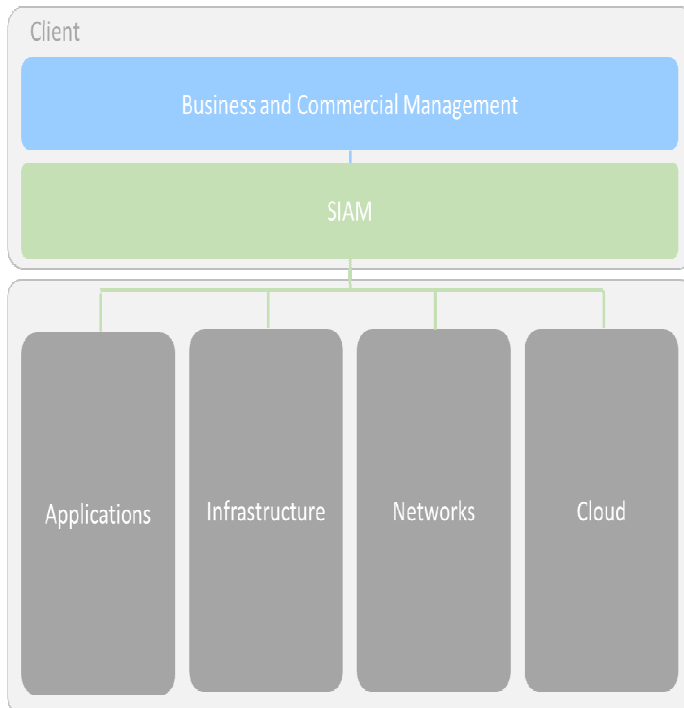 Client
Business and Commercial Management
SIAM
Applications
Infrastructure
Networks
Cloud